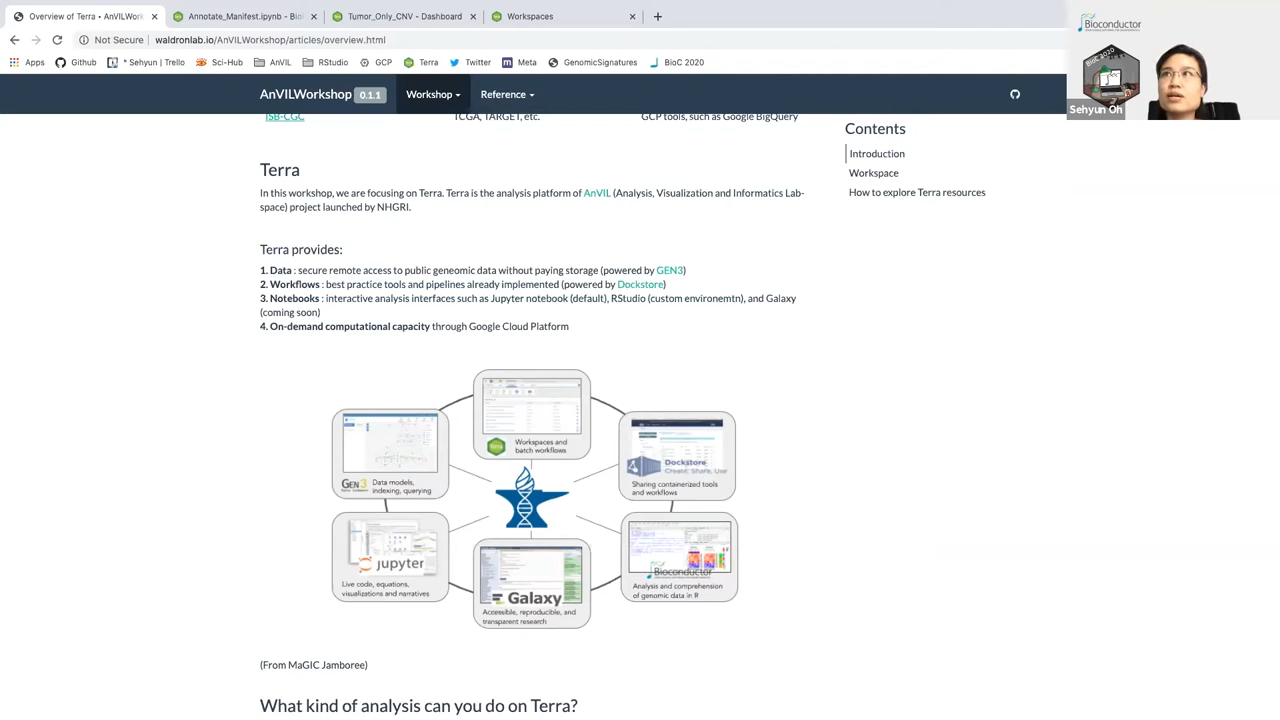 Overview of Terra • AnVILWork
Annotate_Manifest.ipynb - Bio
Tumor_Only_CNV - Dashboard
Workspaces
Not Secure
waldronlab.io/AnVILWorkshop/articles/overview.html
Apps
Github
* Sehyun | Trello
Sci-Hub
AnVIL
RStudio
GCP
Terra
Twitter
Meta
GenomicSignatures
BioC 2020
Bioconductor
BioC 2020
Sehyun Oh
AnVILWorkshop 0.1.1
Workshop
Reference
ISB-CGC
TCGA, TARGET, etc.
GCP tools, such as Google BigQuery
Contents
Introduction
Workspace
How to explore Terra resources
Terra
In this workshop, we are focusing on Terra. Terra is the analysis platform of AnVIL (Analysis, Visualization and Informatics Lab-
space) project launched by NHGRI.
Terra provides:
1. Data : secure remote access to public geneomic data without paying storage (powered by GEN3)
2. Workflows : best practice tools and pipelines already implemented (powered by Dockstore)
3. Notebooks : interactive analysis interfaces such as Jupyter notebook (default), RStudio (custom environemtn), and Galaxy
(coming soon)
4. On-demand computational capacity through Google Cloud Platform
Terra
Workspaces and
batch workflows
GEN3
Data models,
indexing, querying
Dockstore
Create, Share, Use
Sharing containerized tools
and workflows
jupyter
Live code, equations,
visualizations and narratives
Galaxy
Accessible, reproducible, and
transparent research
Bioconductor
Analysis and comprehension
of genomic data in R
(From MaGIC Jamboree)
What kind of analysis can you do on Terra?